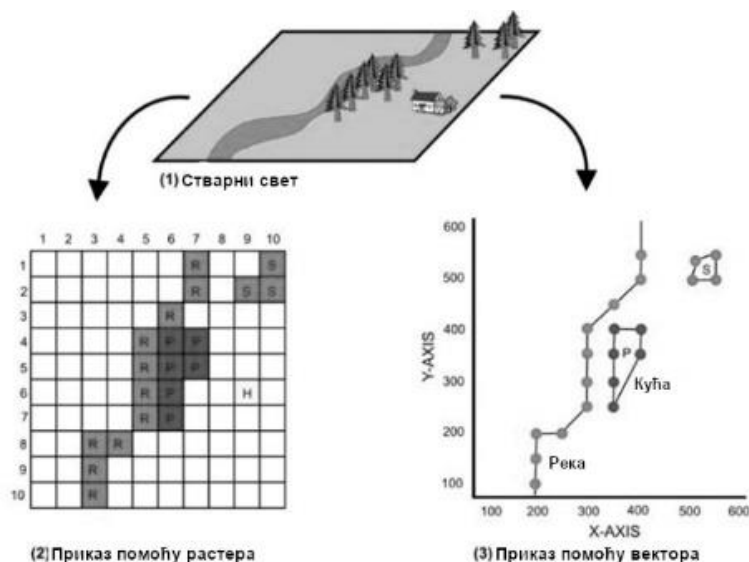 (1) Стварни свет
1 2 3 4 5 6 7 8 9 10
1 R S
2 R S S
3 R
4 R P P
5 R P P
6 R P H
7 R P
8 R R
9 R
10 R
(2) Приказ помоћу растера
600
500
400
300
200
100
Y-AXIS
S
P
Кућа
Река
100 200 300 400 500 600
X-AXIS
(3) Приказ помоћу вектора